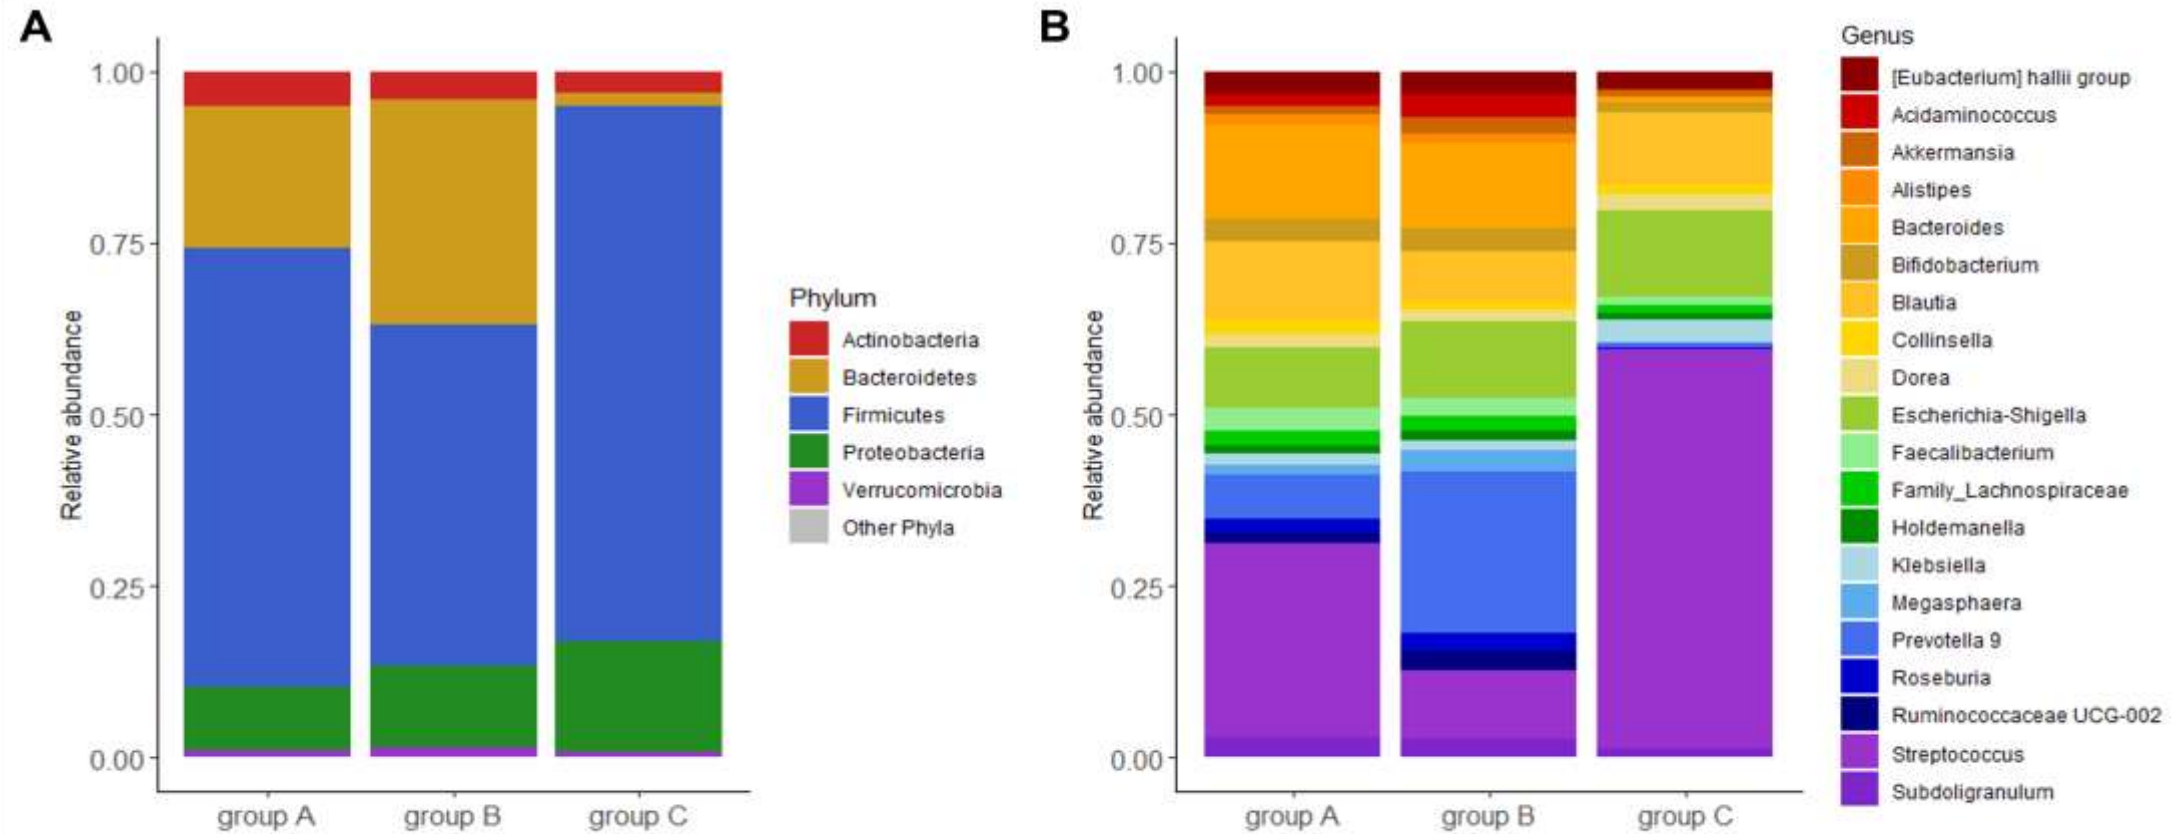 A
1.00
0.75
0.50
0.25
0.00
Relative abundance
group A
group B
group C
Phylum
Actinobacteria
Bacteroidetes
Firmicutes
Proteobacteria
Verrucomicrobia
Other Phyla
B
1.00
0.75
0.50
0.25
0.00
Relative abundance
group A
group B
group C
Genus
[Eubacterium] hallii group
Acidaminococcus
Akkermansia
Alistipes
Bacteroides
Bifidobacterium
Blautia
Collinsella
Dorea
Escherichia-Shigella
Faecalibacterium
Family_Lachnospiraceae
Holdemanella
Klebsiella
Megasphaera
Prevotella 9
Roseburia
Ruminococcaceae UCG-002
Streptococcus
Subdoligranulum